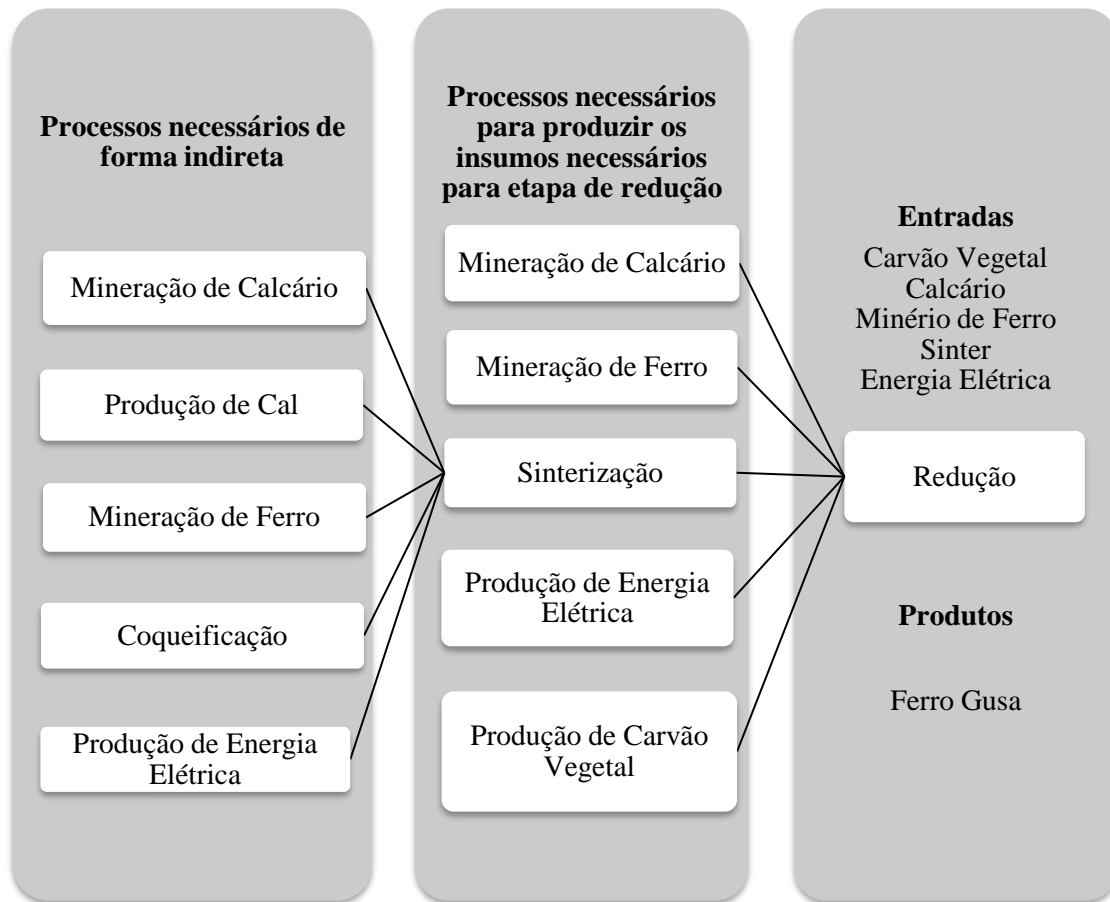 Processos necessários de
forma indireta
Mineração de Calcário
Produção de Cal
Mineração de Ferro
Coqueificação
Produção de Energia
Elétrica
Processos necessários
para produzir os
insumos necessários
para etapa de redução
Mineração de Calcário
Mineração de Ferro
Sinterização
Produção de Energia
Elétrica
Produção de Carvão
Vegetal
Entradas
Carvão Vegetal
Calcário
Minério de Ferro
Sinter
Energia Elétrica
Redução
Produtos
Ferro Gusa